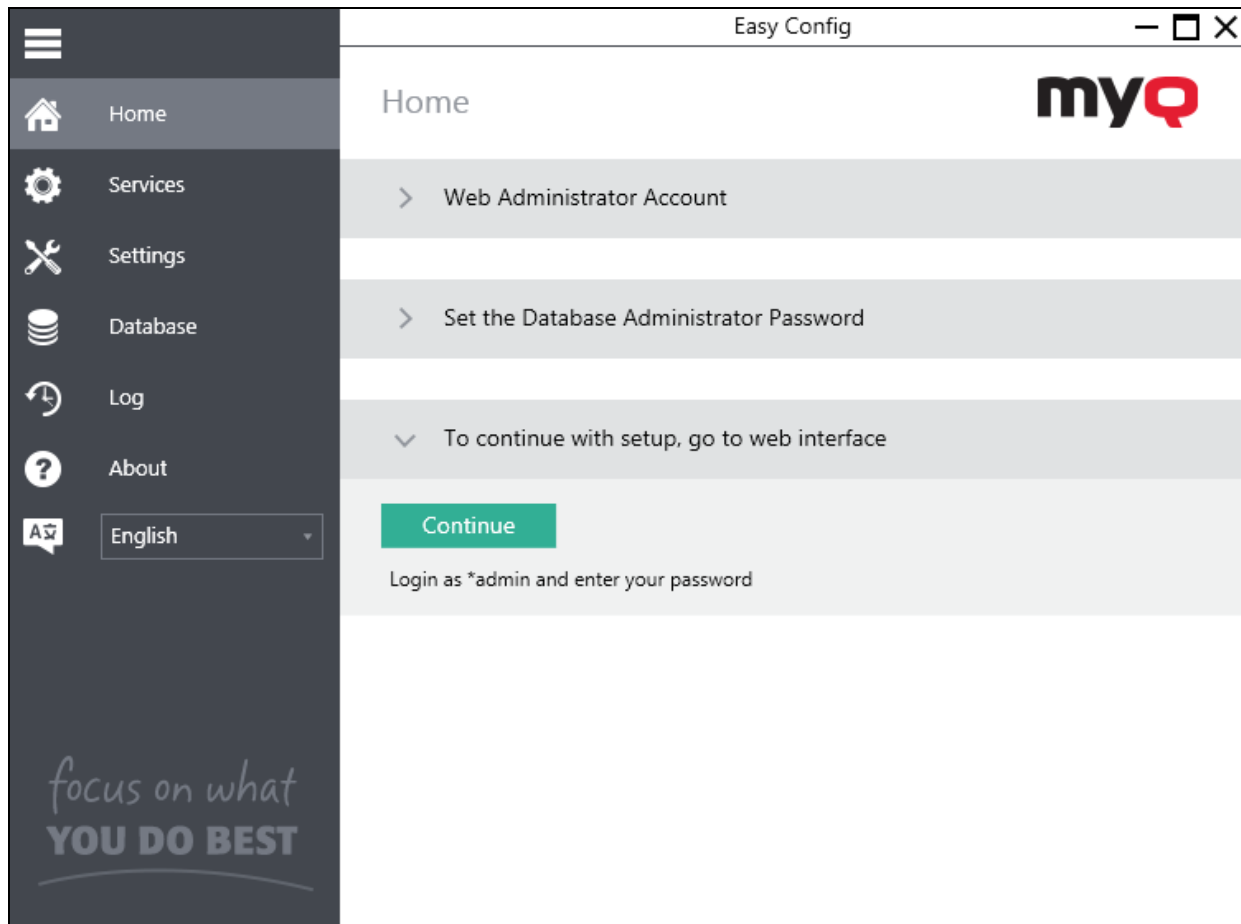 Easy Config
Home
Services
Settings
Database
Log
About
A
English
focus on what
YOU DO BEST
Home
myQ
Web Administrator Account
Set the Database Administrator Password
To continue with setup, go to web interface
Continue
Login as *admin and enter your password